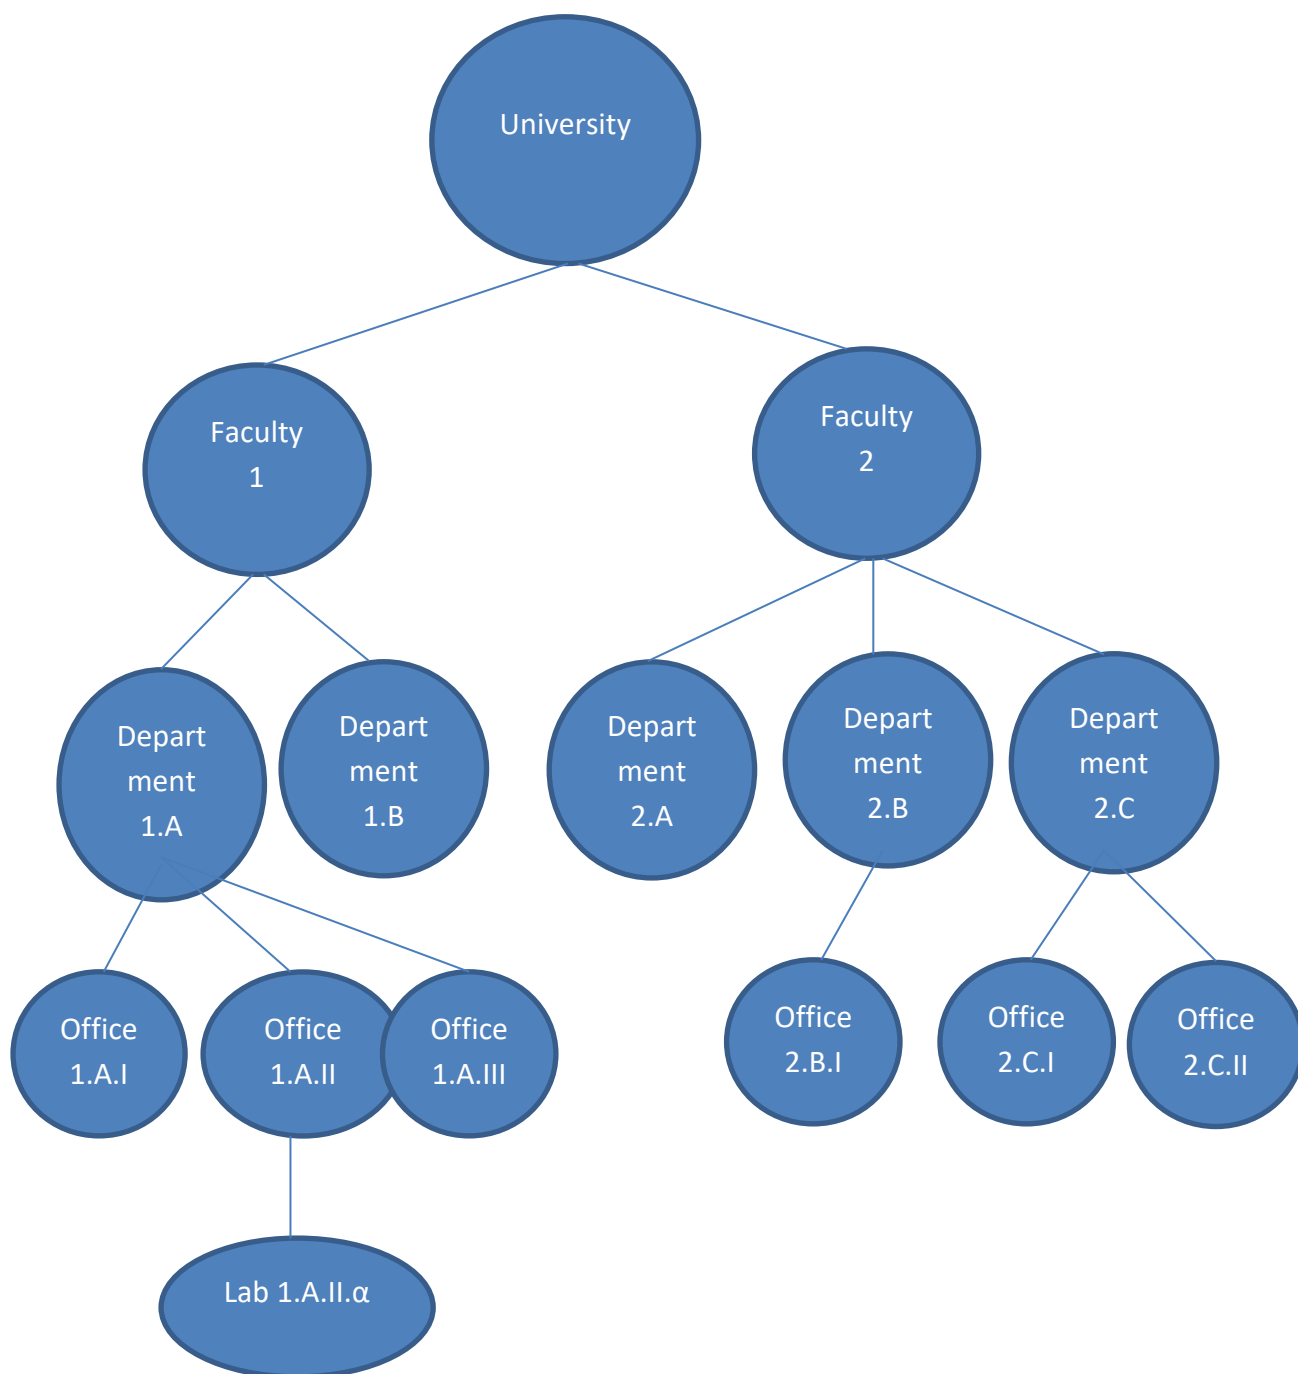 University
Faculty
1
Faculty
2
Depart
ment
1.A
Depart
ment
1.B
Depart
ment
2.A
Depart
ment
2.B
Depart
ment
2.C
Office
1.A.I
Office
1.A.II
Office
1.A.III
Office
2.B.I
Office
2.C.I
Office
2.C.II
Lab 1.A.II.α